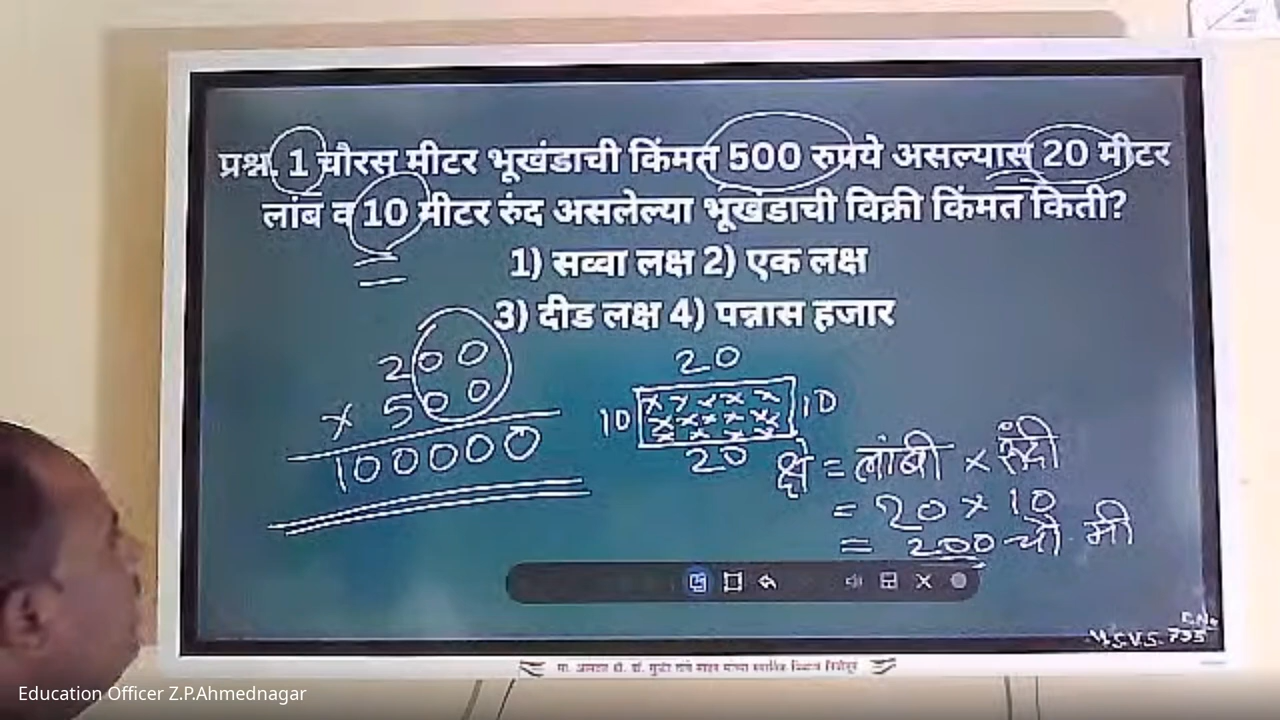 प्रश्न. 1 चौरस मीटर भूखंडाची किंमत 500 रुपये असल्यास 20 मीटर
लांब व 10 मीटर रुंद असलेल्या भूखंडाची विक्री किंमत किती?
1) सव्वा लक्ष 2) एक लक्ष
3) दीड लक्ष 4) पन्नास हजार
200
x 500
100000
20
10 10
20
क्षे = लांबी x रुंदी
= 20 x 10
= 200 चौ. मी
Education Officer Z.P.Ahmednagar